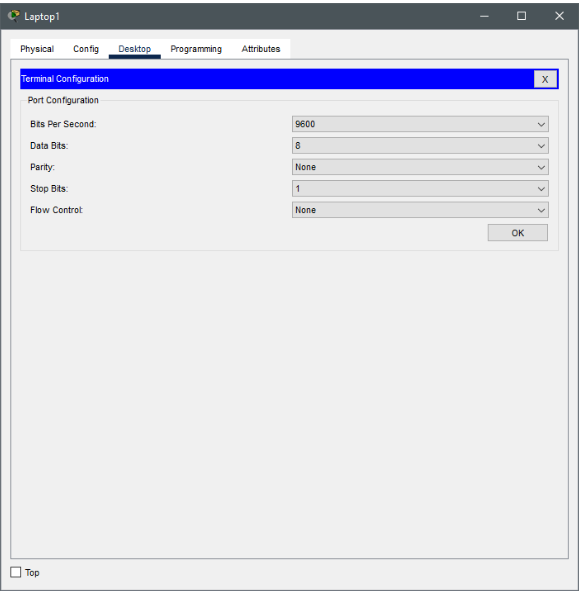 Laptop1
Physical Config Desktop Programming Attributes
Terminal Configuration X
Port Configuration
Bits Per Second: 9600
Data Bits: 8
Parity: None
Stop Bits: 1
Flow Control: None
OK
Top